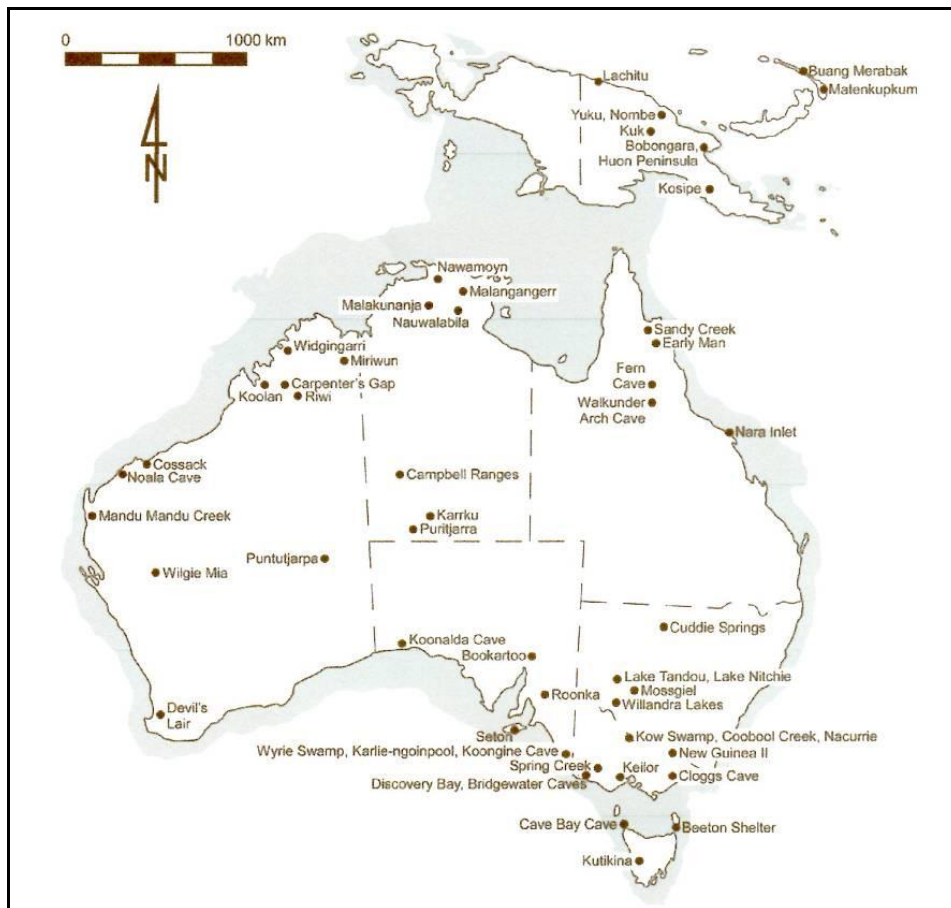 0 1000 km
N
Lachitu
Buang Merabak
Matenkupkum
Yuku, Nombe
Kuk
Bobongara,
Huon Peninsula
Kosipe
Nawamoyn
Malangangerr
Malakunanja
Nauwalabila
Sandy Creek
Early Man
Widgingarri
Miriwun
Fern
Cave
Koolan
Carpenter's Gap
Riwi
Walkunder
Arch Cave
Nara Inlet
Cossack
Noala Cave
Campbell Ranges
Mandu Mandu Creek
Karrku
Puritjarra
Puntutjarpa
Wilgie Mia
Cuddie Springs
Koonalda Cave
Bookartoo
Lake Tandou, Lake Nitchie
Mossgiel
Roonka
Willandra Lakes
Devil's
Lair
Seton
Kow Swamp, Coobool Creek, Nacurrie
Wyrie Swamp, Karlie-ngoinpool, Koongine Cave
New Guinea II
Spring Creek
Keilor
Cloggs Cave
Discovery Bay, Bridgewater Caves
Cave Bay Cave
Beeton Shelter
Kutikina